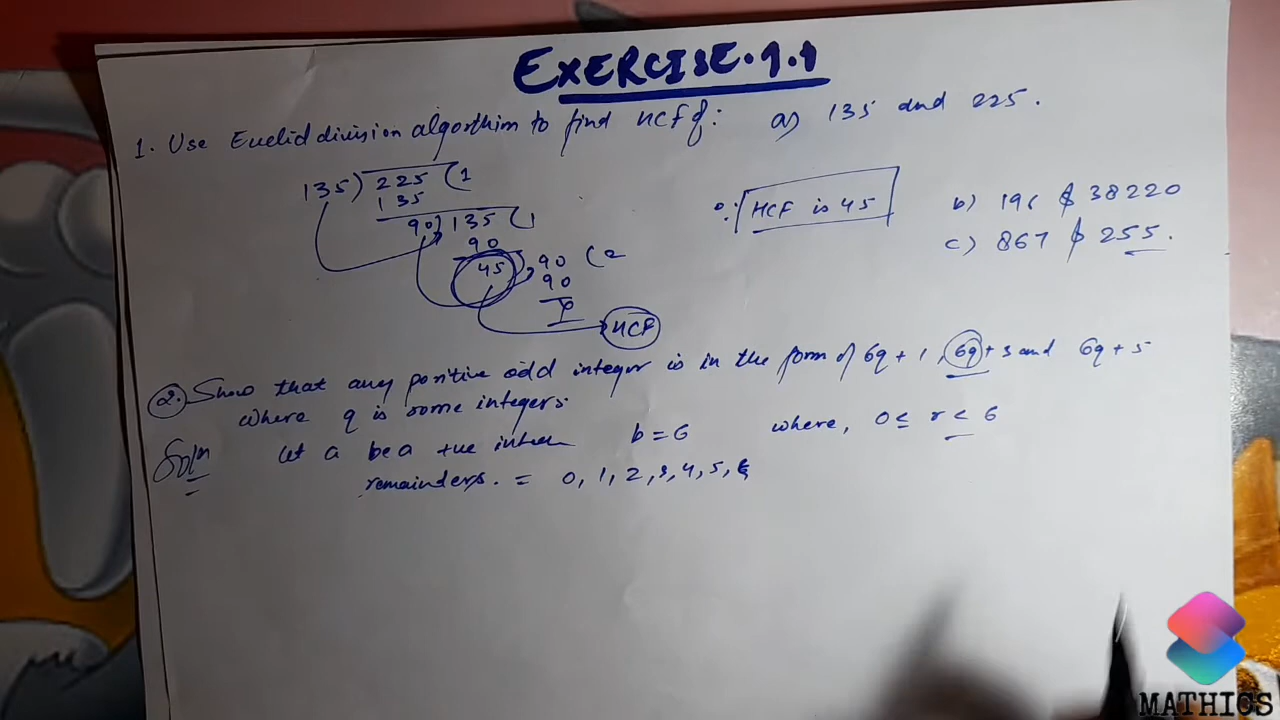 EXERCISE.1.1
1. Use Euclid division algorthim to find HCF of: a) 135 and 225.
135) 225 (1
135
90) 135 (1
90
45) 90 (2
90
0
HCF
∴ HCF is 45
b) 196 & 38220
c) 867 & 255.
2. Show that any positive odd integer is in the form of 6q + 1, 6q + 3 and 6q + 5
where q is some integers.
Soln
let a be a +ve b = 6 where, 0 ≤ r < 6
remainders. = 0, 1, 2, 3, 4, 5,
MATHICS